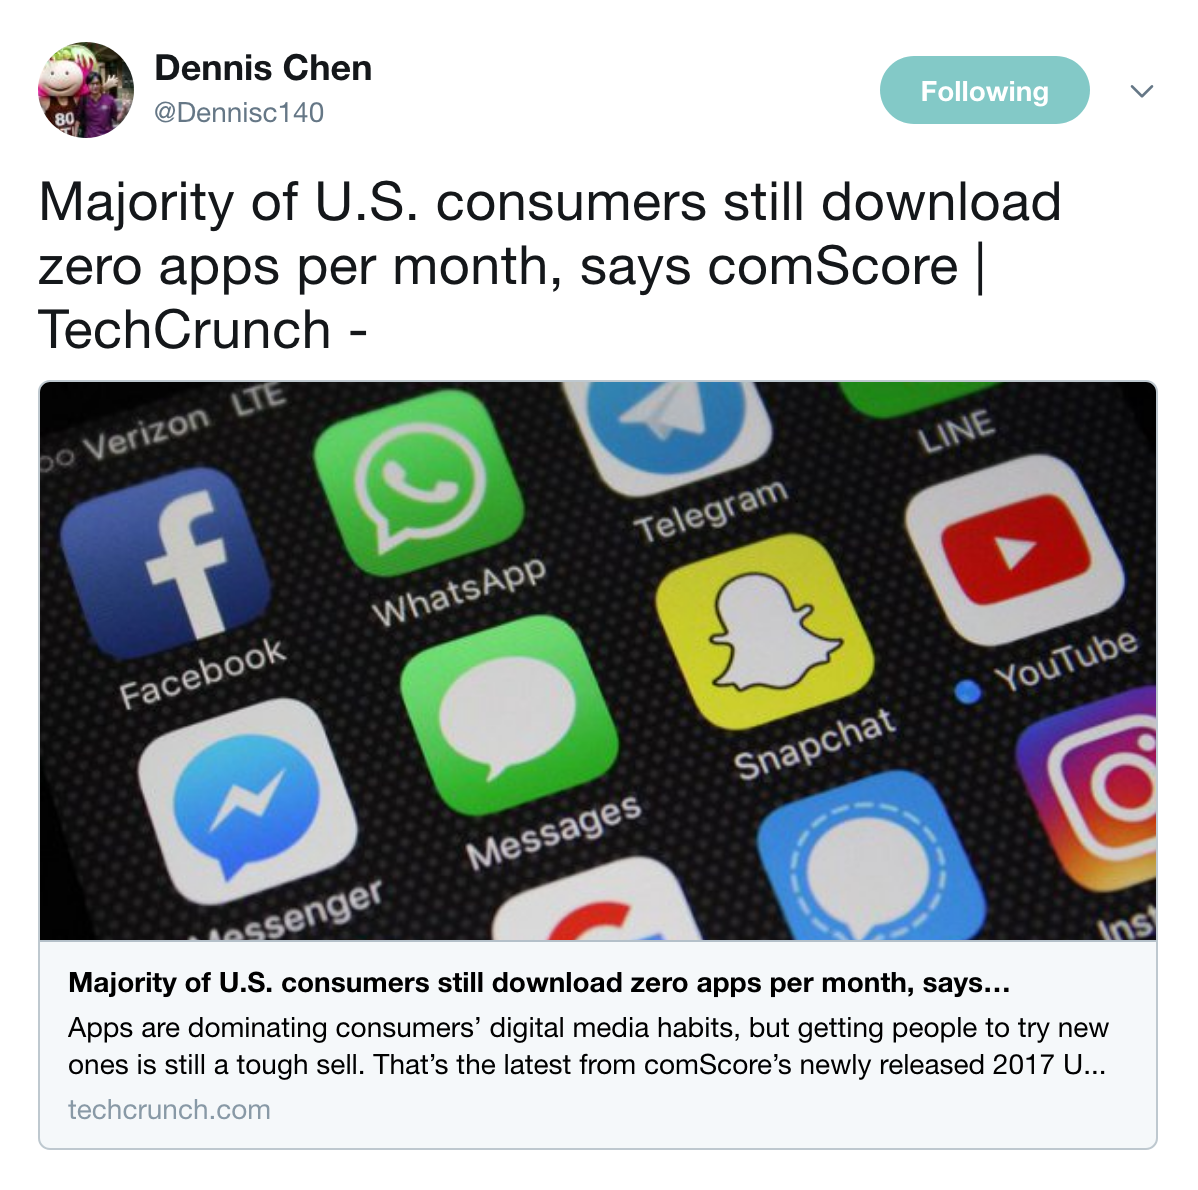 Dennis Chen
@Dennisc140
Following
Majority of U.S. consumers still download
zero apps per month, says comScore |
TechCrunch -
Verizon LTE
Facebook
WhatsApp
Telegram
LINE
Messenger
Messages
Snapchat
YouTube
Inst
80
Majority of U.S. consumers still download zero apps per month, says...
Apps are dominating consumers’ digital media habits, but getting people to try new
ones is still a tough sell. That’s the latest from comScore’s newly released 2017 U...
techcrunch.com